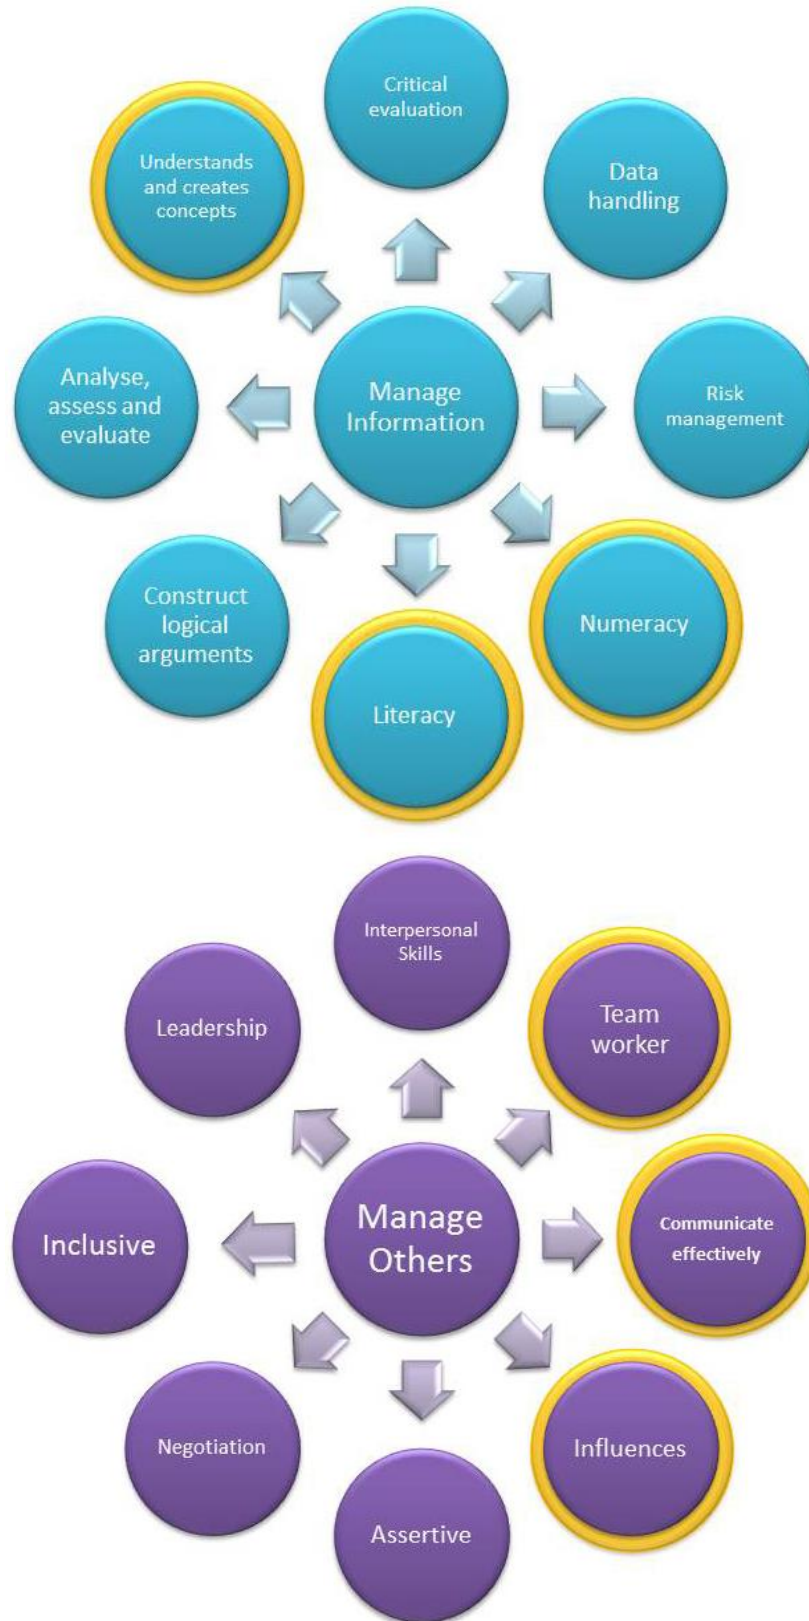 Critical
evaluation
Understands
and creates
concepts
Data
handling
Analyse,
assess and
evaluate
Manage
Information
Risk
management
Construct
logical
arguments
Numeracy
Literacy
Interpersonal
Skills
Leadership
Team
worker
Inclusive
Manage
Others
Communicate
effectively
Negotiation
Influences
Assertive